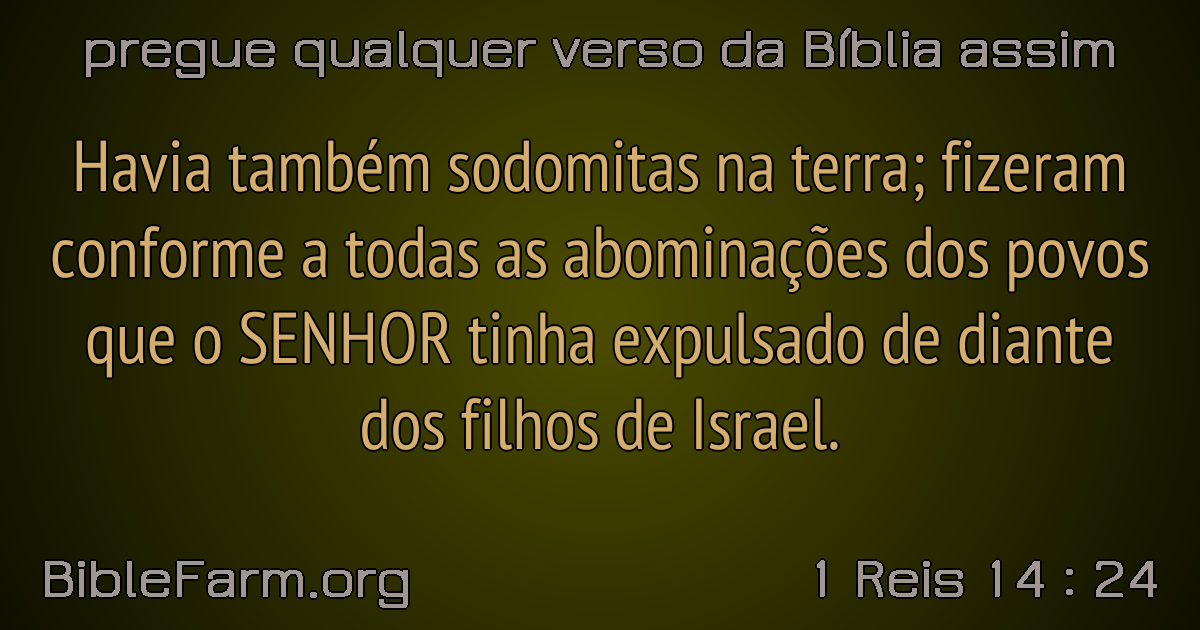 pregue qualquer verso da Bíblia assim
Havia também sodomitas na terra; fizeram
conforme a todas as abominações dos povos
que o SENHOR tinha expulsado de diante
dos filhos de Israel.
BibleFarm.org
1 Reis 14 : 24